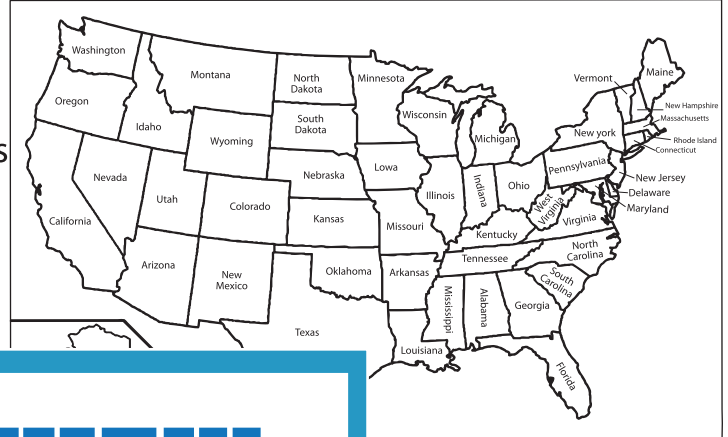 Washington
Montana
North
Dakota
Minnesota
Vermont
Maine
Oregon
Idaho
Wyoming
South
Dakota
Wisconsin
Michigan
New york
New Hampshire
Massachusetts
Rhode Island
Connecticut
s
Nevada
Utah
Colorado
Nebraska
Lowa
Illinois
Indiana
Ohio
Pennsylvania
New Jersey
Delaware
Maryland
California
Kansas
Missouri
Kentucky
West
Virginia
Virginia
Arizona
New
Mexico
Oklahoma
Arkansas
Tennessee
North
Carolina
South
Carolina
Texas
Louisiana
Mississippi
Alabama
Georgia
Florida